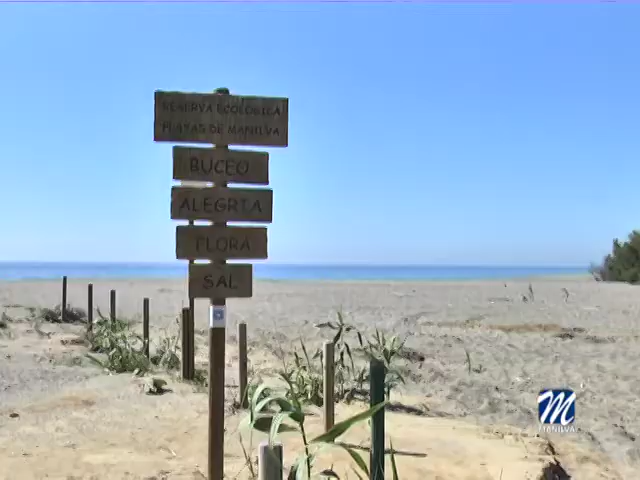 RESERVA ECOLÓGICA
PLAYAS DE MANILVA
BUCEO
ALEGRIA
FLORA
SAL
M
MANILVA